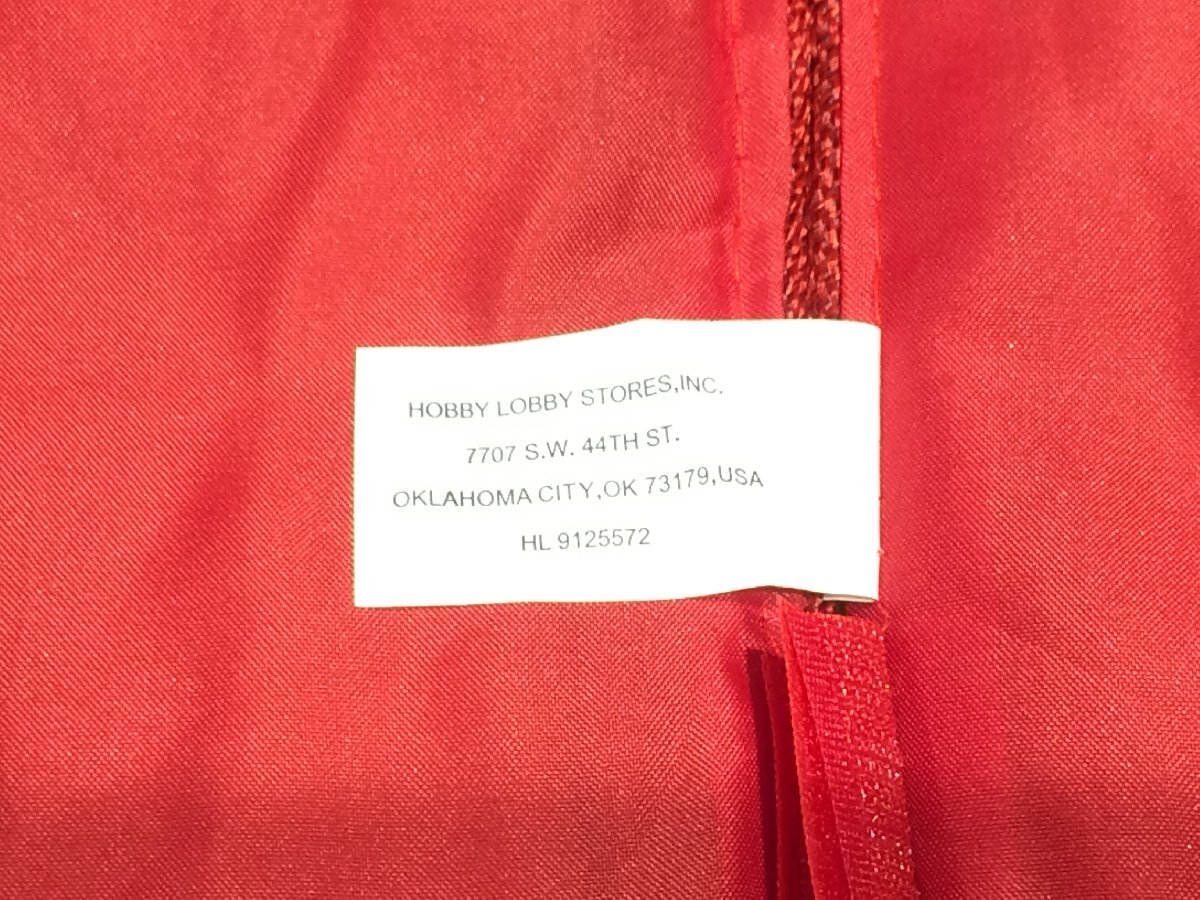 HOBBY LOBBY STORES,INC.
7707 S.W. 44TH ST.
OKLAHOMA CITY,OK 73179,USA
HL 9125572